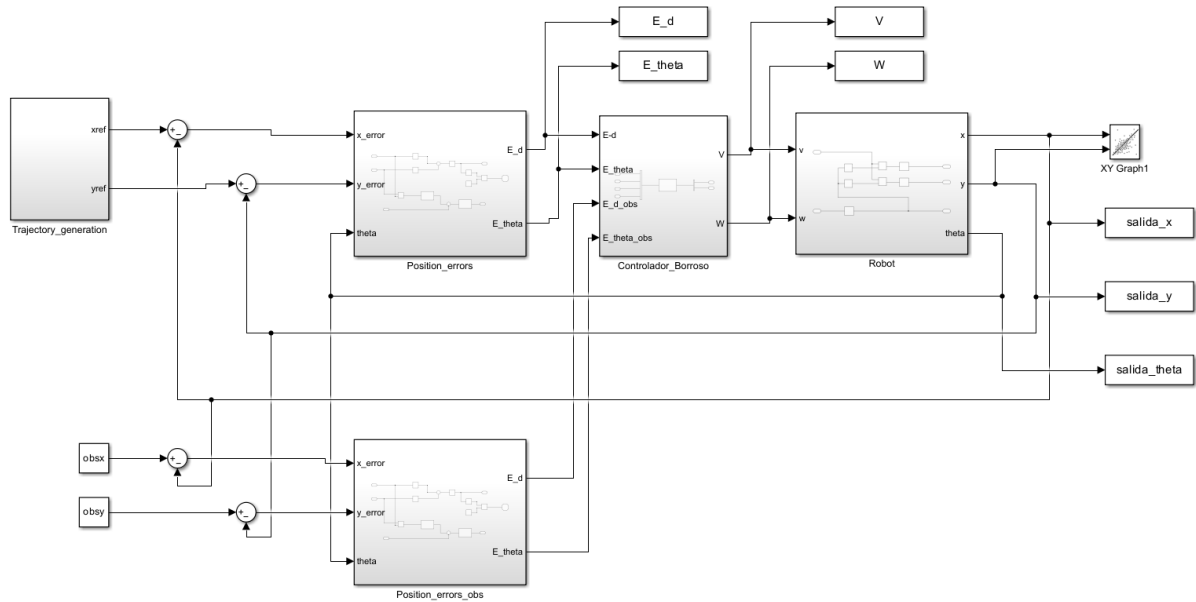 E_d
V
E_theta
W
xref
yref
Trajectory_generation
+
−
+
−
x_error
y_error
theta
E_d
E_theta
Position_errors
E-d
E_theta
E_d_obs
E_theta_obs
V
W
Controlador_Borroso
v
w
x
y
theta
Robot
XY Graph1
salida_x
salida_y
salida_theta
obsx
obsy
+
−
+
−
x_error
y_error
theta
E_d
E_theta
Position_errors_obs